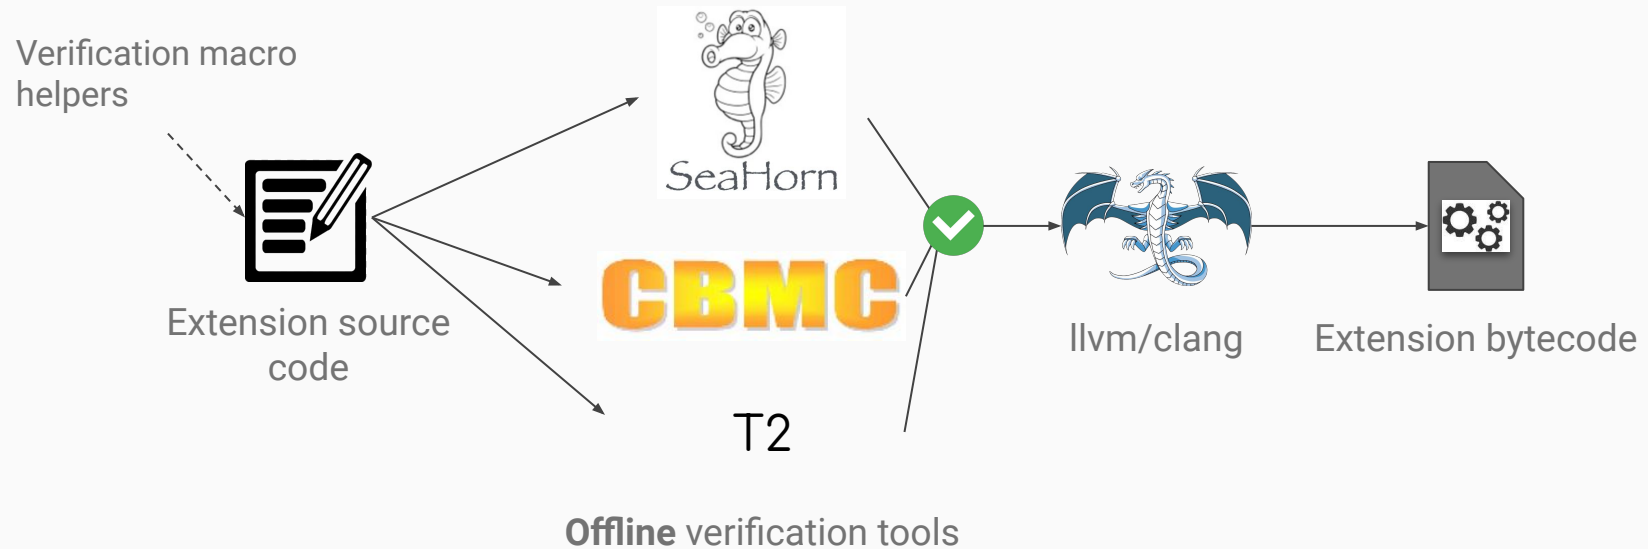 Verification macro
helpers
SeaHorn
CBMC
Extension source
code
llvm/clang
Extension bytecode
T2
Offline verification tools